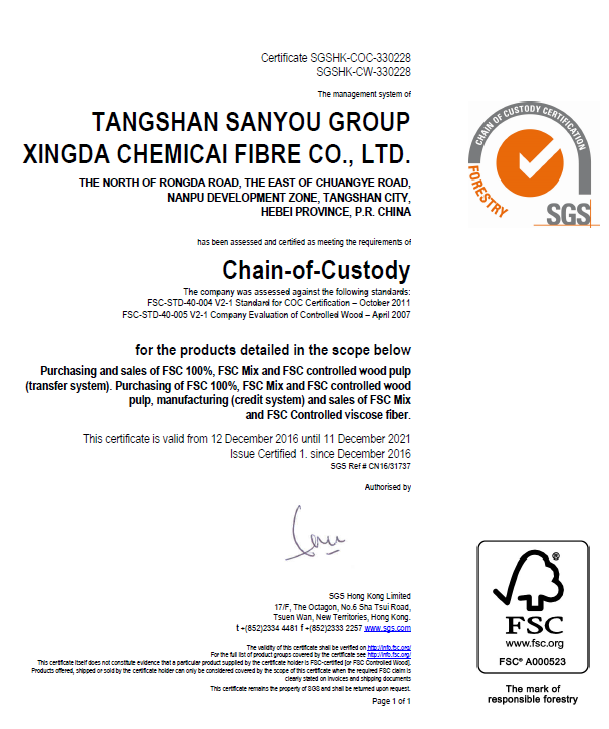 Certificate SGSHK-COC-330228
SGSHK-CW-330228
The management system of
TANGSHAN SANYOU GROUP
XINGDA CHEMICAI FIBRE CO., LTD.
THE NORTH OF RONGDA ROAD, THE EAST OF CHUANGYE ROAD,
NANPU DEVELOPMENT ZONE, TANGSHAN CITY,
HEBEI PROVINCE, P.R. CHINA
has been assessed and certified as meeting the requirements of
Chain-of-Custody
The company was assessed against the following standards:
FSC-STD-40-004 V2-1 Standard for COC Certification – October 2011
FSC-STD-40-005 V2-1 Company Evaluation of Controlled Wood – April 2007
for the products detailed in the scope below
Purchasing and sales of FSC 100%, FSC Mix and FSC controlled wood pulp
(transfer system). Purchasing of FSC 100%, FSC Mix and FSC controlled wood
pulp, manufacturing (credit system) and sales of FSC Mix
and FSC Controlled viscose fiber.
This certificate is valid from 12 December 2016 until 11 December 2021
Issue Certified 1. since December 2016
SGS Ref # CN16/31737
Authorised by
SGS Hong Kong Limited
17/F, The Octagon, No.6 Sha Tsui Road,
Tsuen Wan, New Territories, Hong Kong.
t +(852)2334 4481 f +(852)2333 2257 www.sgs.com
The validity of this certificate shall be verified on http://info.fsc.org/
For the full list of product groups covered by the certificate see http://info.fsc.org/
This certificate itself does not constitute evidence that a particular product supplied by the certificate holder is FSC-certified [or FSC Controlled Wood].
Products offered, shipped or sold by the certificate holder can only be considered covered by the scope of this certificate when the required FSC claim is
clearly stated on invoices and shipping documents
This certificate remains the property of SGS and shall be returned upon request.
Page 1 of 1
CHAIN OF CUSTODY CERTIFICATION
FORESTRY
SGS
®
FSC
www.fsc.org
FSC® A000523
The mark of
responsible forestry